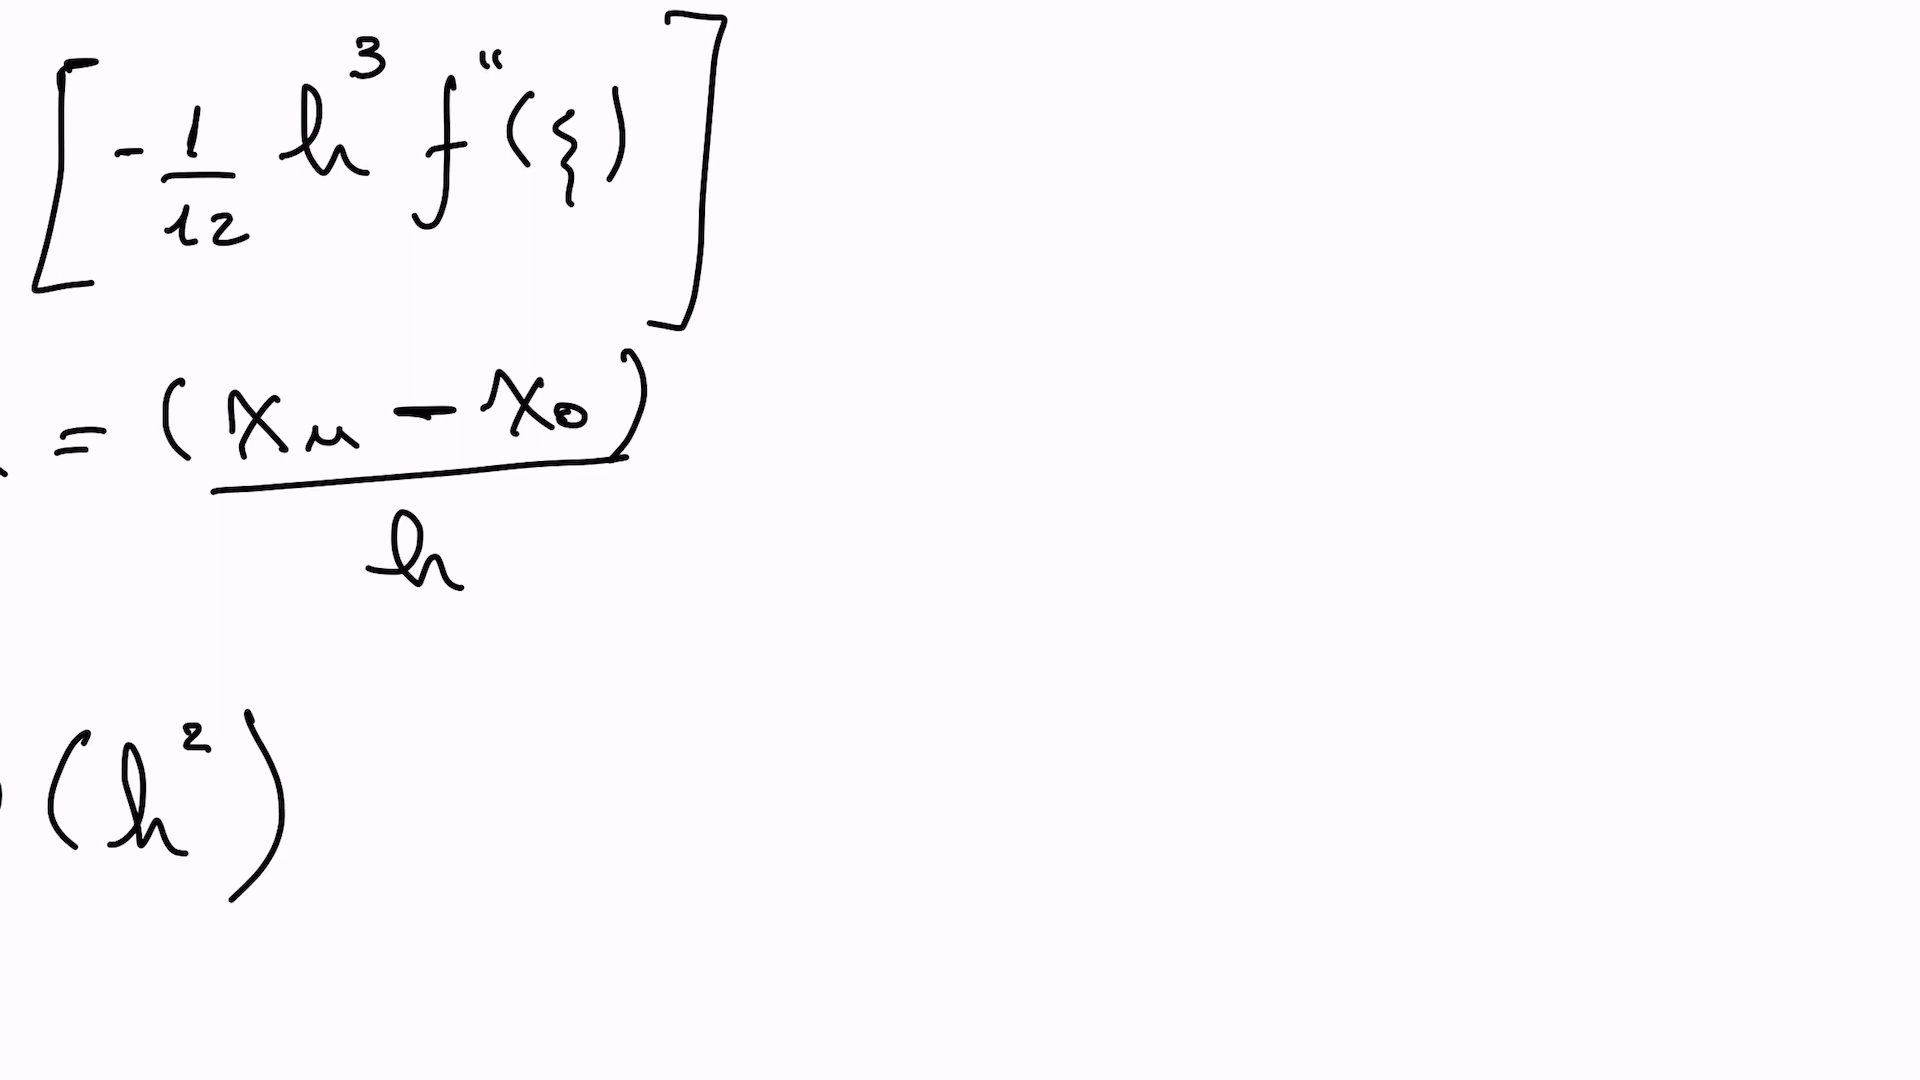 [-1/12 h³ f"(ξ)]
= (xₙ - x₀) / h
(h²)